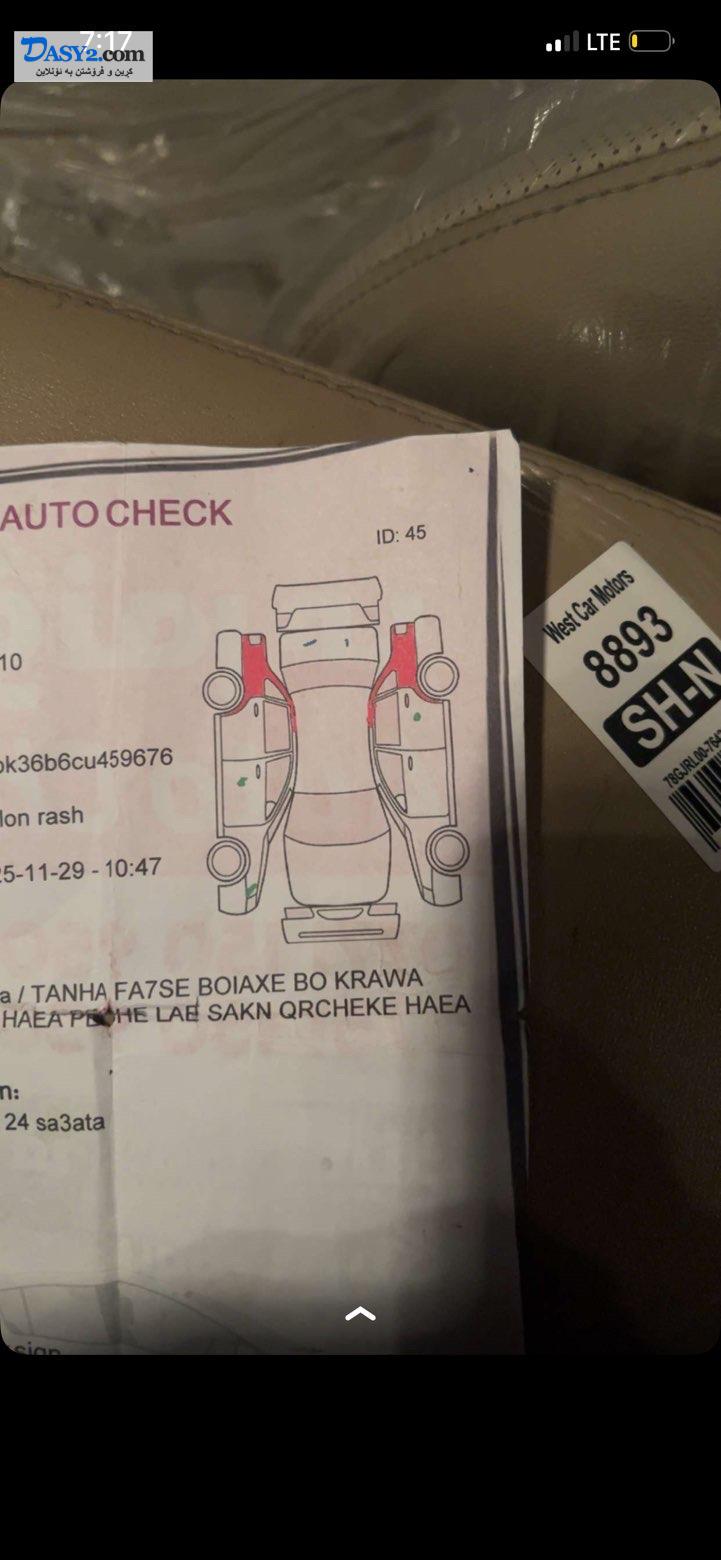 7:17
LTE
DASY2.com
کڕین و فرۆشتن بە ئۆنلاین
AUTO CHECK
ID: 45
10
ok36b6cu459676
lon rash
25-11-29 - 10:47
a / TANHA FA7SE BOIAXE BO KRAWA
HAEA PE HE LAE SAKN QRCHEKE HAEA
n:
24 sa3ata
sign
West Car Motors
8893
SH-N